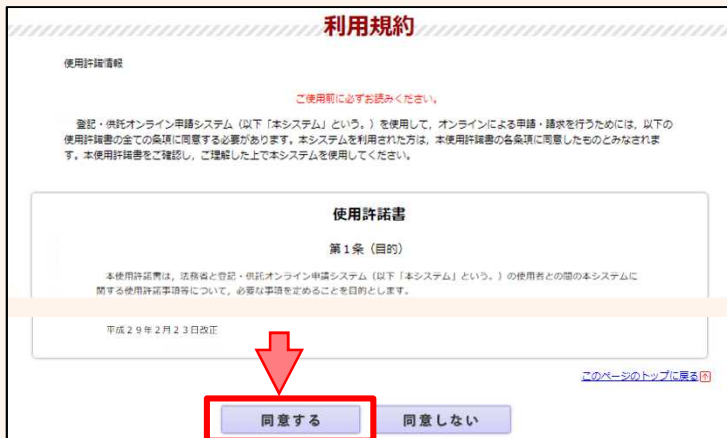 利用規約
使用許諾情報
ご使用前に必ずお読みください。
登記・供託オンライン申請システム（以下「本システム」という。）を使用して，オンラインによる申請・請求を行うためには，以下の
使用許諾書の全ての条項に同意する必要があります。本システムを利用された方は，本使用許諾書の各条項に同意したものとみなされま
す。本使用許諾書をご確認し，ご理解した上で本システムを使用してください。
使用許諾書
第１条（目的）
本使用許諾書は，法務省と登記・供託オンライン申請システム（以下「本システム」という。）の使用者との間の本システムに
関する使用許諾事項等について，必要な事項を定めることを目的とします。
平成２９年２月２３日改正
このページのトップに戻る
同意する
同意しない